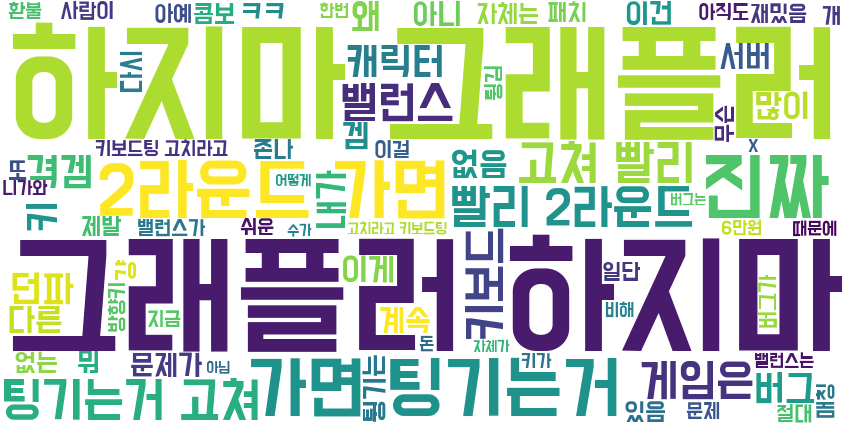 환불 사람이 아예 콤보 ㅋㅋ 한번 왜 아니 자체는 패치 이건 아직도 재밌음 개
하지마 그래플러
다시 캐릭터 튕김 서버
밸런스 많이
겜 무슨
키보드팅 고치라고 존나 이걸 X
또 격겜 2라운드 가면 없음 고쳐 빨리 진짜
니가와 어떻게 내가 버그는
키 빨리 2라운드
제발 밸런스가 쉬운 수가 고치라고 키보드팅 6만원 때문에
그래플러 하지마
걍 이게 키보드 일단
던파 방향키 버그가
다른 지금 계속 비해
돈 자체가
없는 뭐 문제가 아님 가면 튕기는 키가 밸런스는
팅기는거 게임은 버그
팅기는거 고쳐 있음 문제 절대 매칭